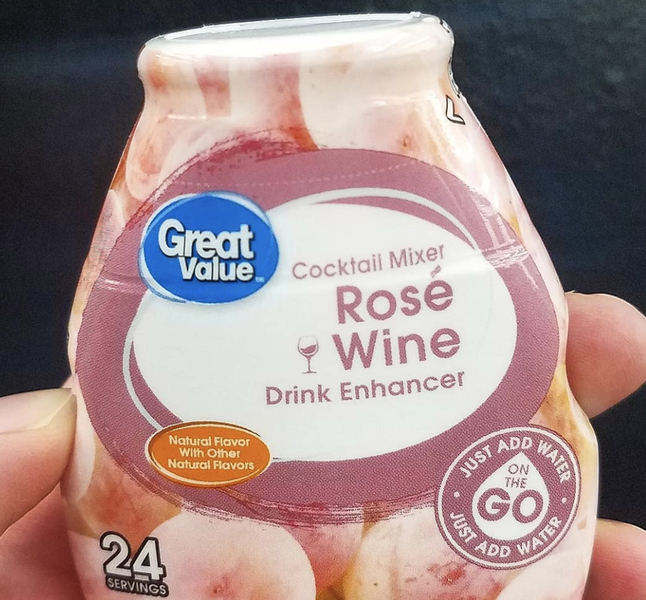 Great
Value
Cocktail Mixer
Rosé
Wine
Drink Enhancer
Natural Flavor
With Other
Natural Flavors
JUST ADD WATER
ON
THE
GO
JUST ADD WATER
24
SERVINGS